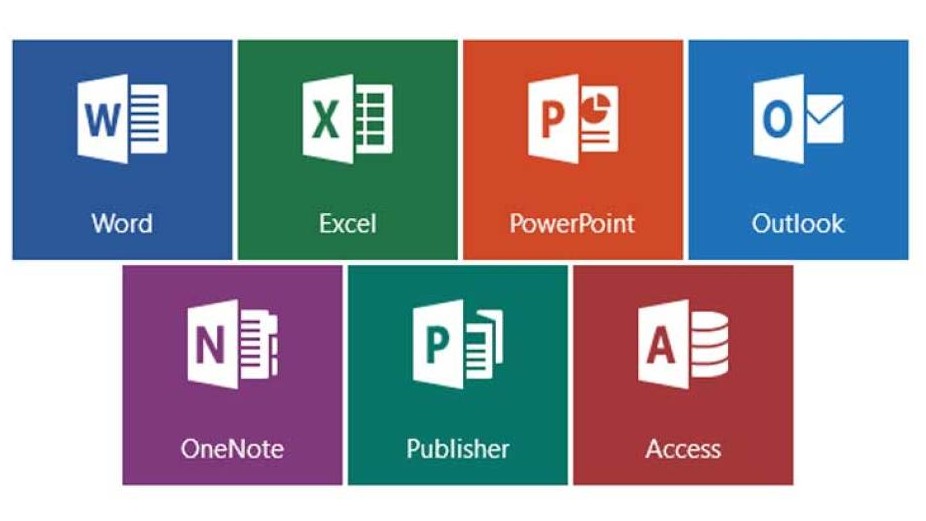 W
X
P
O
Word
Excel
PowerPoint
Outlook
N
P
A
OneNote
Publisher
Access